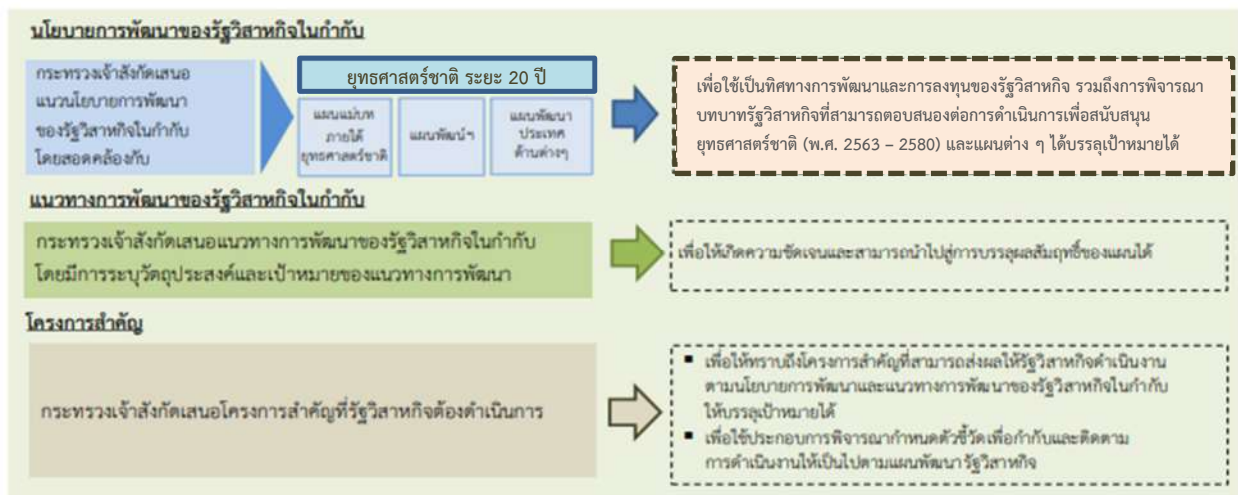 นโยบายการพัฒนาของรัฐวิสาหกิจในกำกับ
กระทรวงเจ้าสังกัดเสนอ
แนวนโยบายการพัฒนา
ของรัฐวิสาหกิจในกำกับ
โดยสอดคล้องกับ
ยุทธศาสตร์ชาติ ระยะ 20 ปี
แผนแม่บท
ภายใต้
ยุทธศาสตร์ชาติ
แผนพัฒน์ฯ
แผนพัฒนา
ประเทศ
ด้านต่างๆ
เพื่อใช้เป็นทิศทางการพัฒนาและการลงทุนของรัฐวิสาหกิจ รวมถึงการพิจารณา
บทบาทรัฐวิสาหกิจที่สามารถตอบสนองต่อการดำเนินการเพื่อสนับสนุน
ยุทธศาสตร์ชาติ (พ.ศ. 2563 – 2580) และแผนต่าง ๆ ได้บรรลุเป้าหมายได้
แนวทางการพัฒนาของรัฐวิสาหกิจในกำกับ
กระทรวงเจ้าสังกัดเสนอแนวทางการพัฒนาของรัฐวิสาหกิจในกำกับ
โดยมีการระบุวัตถุประสงค์และเป้าหมายของแนวทางการพัฒนา
เพื่อให้เกิดความชัดเจนและสามารถนำไปสู่การบรรลุผลสัมฤทธิ์ของแผนได้
โครงการสำคัญ
กระทรวงเจ้าสังกัดเสนอโครงการสำคัญที่รัฐวิสาหกิจต้องดำเนินการ
▪ เพื่อให้ทราบถึงโครงการสำคัญที่สามารถส่งผลให้รัฐวิสาหกิจดำเนินงาน
ตามนโยบายการพัฒนาและแนวทางการพัฒนาของรัฐวิสาหกิจในกำกับ
ให้บรรลุเป้าหมายได้
▪ เพื่อใช้ประกอบการพิจารณากำหนดตัวชี้วัดเพื่อกำกับและติดตาม
การดำเนินงานให้เป็นไปตามแผนพัฒนารัฐวิสาหกิจ